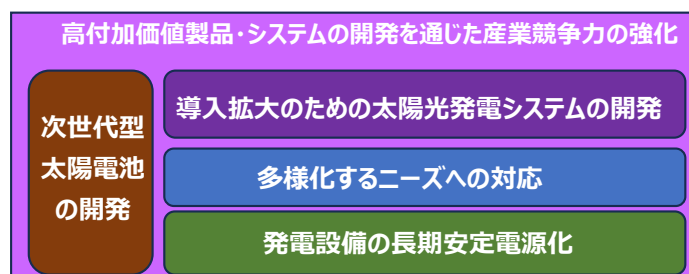 高付加価値製品・システムの開発を通じた産業競争力の強化
次世代型
太陽電池
の開発
導入拡大のための太陽光発電システムの開発
多様化するニーズへの対応
発電設備の長期安定電源化